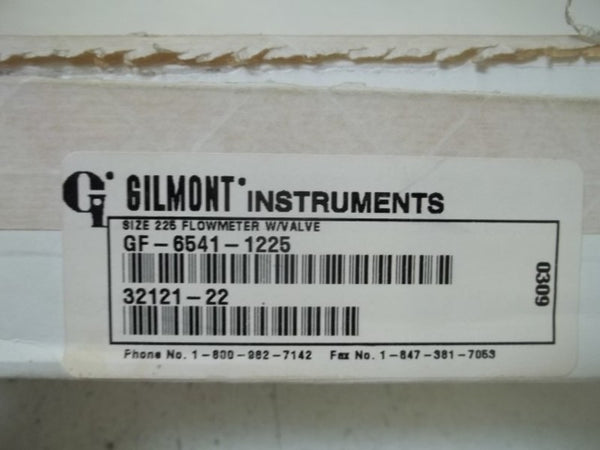 GI GILMONT INSTRUMENTS
SIZE 225 FLOWMETER W/VALVE
GF-6541-1225
32121-22
0309
Phone No. 1-800-962-7142 Fax No. 1-847-381-7053